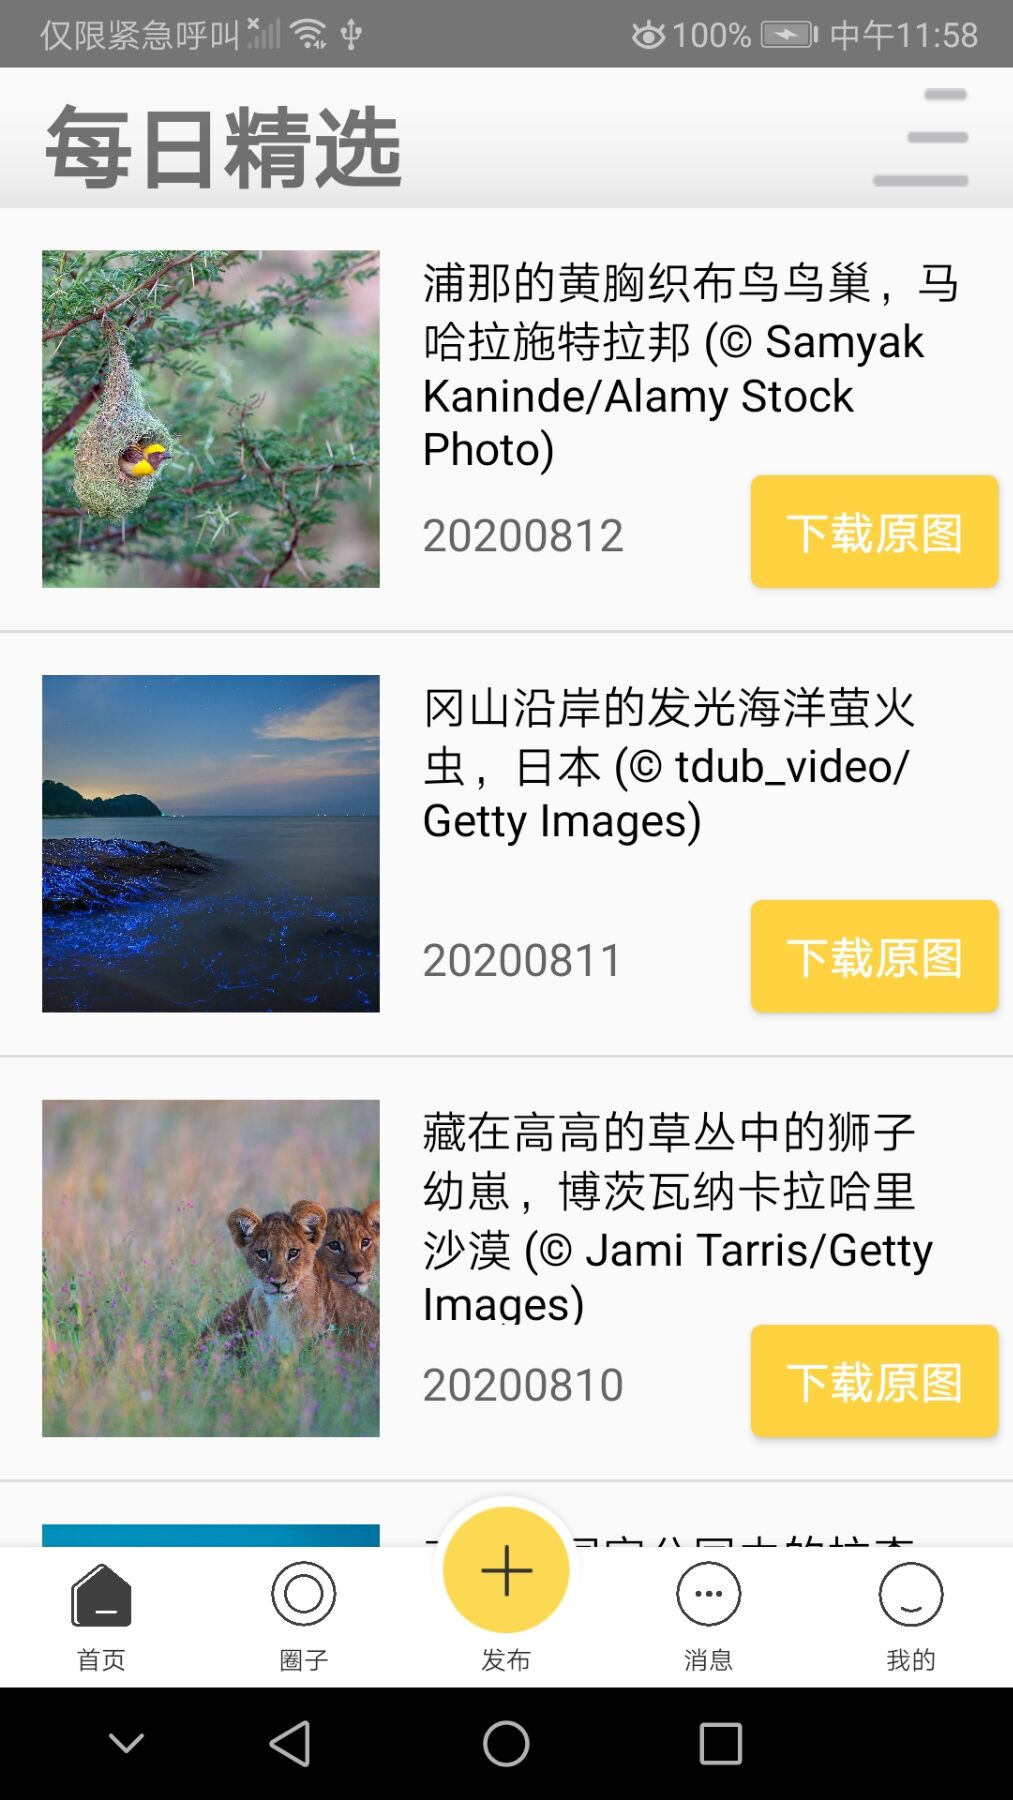 仅限紧急呼叫
100%
中午11:58
每日精选
浦那的黄胸织布鸟鸟巢，马
哈拉施特拉邦 (© Samyak
Kaninde/Alamy Stock
Photo)
20200812
下载原图
冈山沿岸的发光海洋萤火
虫，日本 (© tdub_video/
Getty Images)
20200811
下载原图
藏在高高的草丛中的狮子
幼崽，博茨瓦纳卡拉哈里
沙漠 (© Jami Tarris/Getty
Images)
20200810
下载原图
首页
圈子
发布
消息
我的